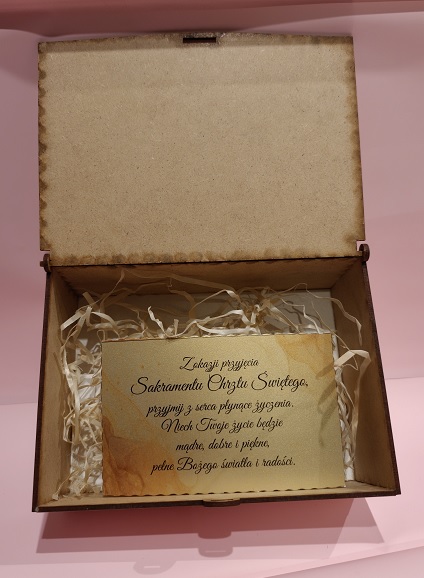 Z okazji przyjęcia
Sakramentu Chrztu Świętego,
przyjmij z serca płynące życzenia.
Niech Twoje życie będzie
mądre, dobre i piękne,
pełne Bożego światła i radości.